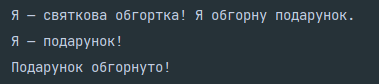 Я – святкова обгортка! Я обгорну подарунок.
Я – подарунок!
Подарунок обгорнуто!